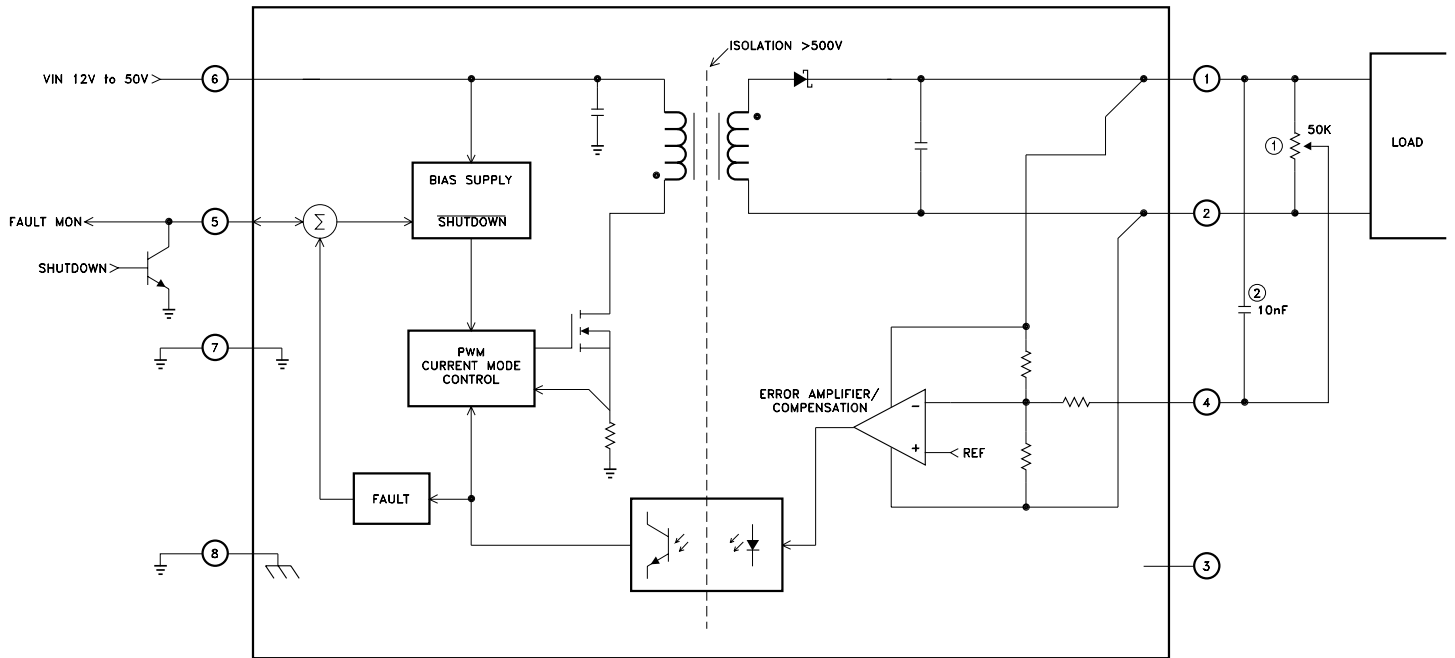 ISOLATION >500V
VIN 12V to 50V
6
1
50K
1
LOAD
BIAS SUPPLY
SHUTDOWN
FAULT MON
5
Σ
2
SHUTDOWN
2
10nF
7
PWM
CURRENT MODE
CONTROL
ERROR AMPLIFIER/
COMPENSATION
−
+
REF
4
FAULT
8
3